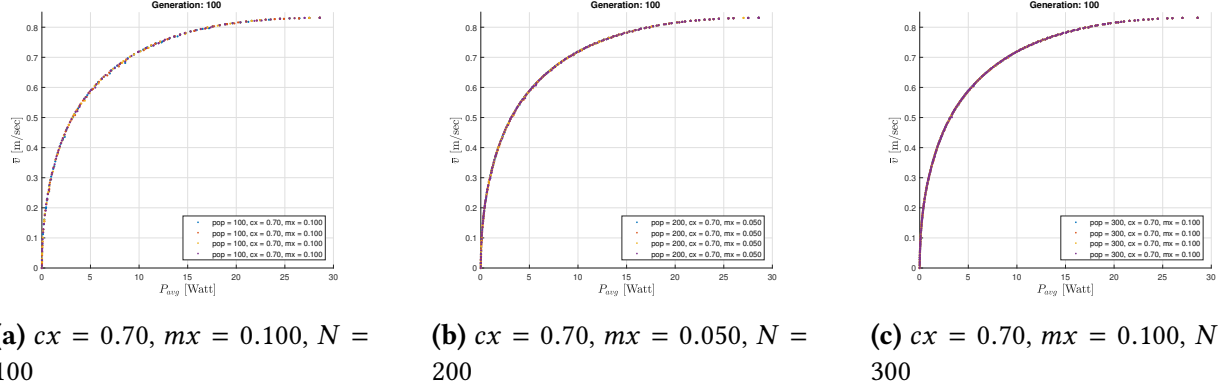 Generation: 100
0.8
0.7
0.6
0.5
0.4
0.3
0.2
0.1
0
v̅ [m/sec]
pop = 100, cx = 0.70, mx = 0.100
pop = 100, cx = 0.70, mx = 0.100
pop = 100, cx = 0.70, mx = 0.100
pop = 100, cx = 0.70, mx = 0.100
0 5 10 15 20 25 30
P_avg [Watt]
(a) cx = 0.70, mx = 0.100, N =
100
Generation: 100
0.8
0.7
0.6
0.5
0.4
0.3
0.2
0.1
0
v̅ [m/sec]
pop = 200, cx = 0.70, mx = 0.050
pop = 200, cx = 0.70, mx = 0.050
pop = 200, cx = 0.70, mx = 0.050
pop = 200, cx = 0.70, mx = 0.050
0 5 10 15 20 25 30
P_avg [Watt]
(b) cx = 0.70, mx = 0.050, N =
200
Generation: 100
0.8
0.7
0.6
0.5
0.4
0.3
0.2
0.1
0
v̅ [m/sec]
pop = 300, cx = 0.70, mx = 0.100
pop = 300, cx = 0.70, mx = 0.100
pop = 300, cx = 0.70, mx = 0.100
pop = 300, cx = 0.70, mx = 0.100
0 5 10 15 20 25 30
P_avg [Watt]
(c) cx = 0.70, mx = 0.100, N
300